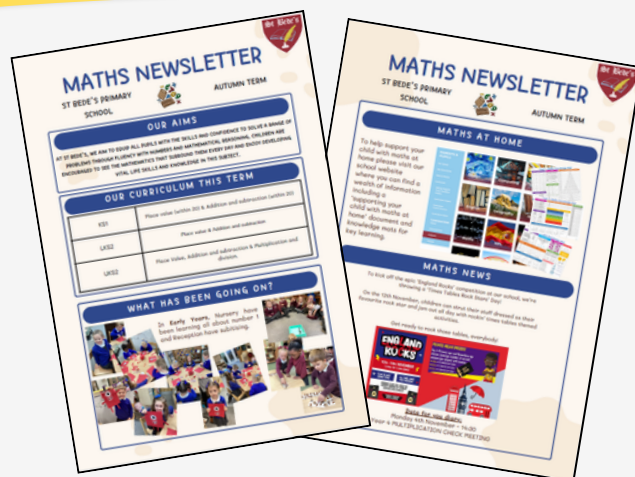 St Bede's
MATHS NEWSLETTER
ST BEDE'S PRIMARY
SCHOOL
AUTUMN TERM
OUR AIMS
AT ST BEDE'S, WE AIM TO EQUIP ALL PUPILS WITH THE SKILLS AND CONFIDENCE TO SOLVE A RANGE OF
PROBLEMS THROUGH FLUENCY WITH NUMBERS AND MATHEMATICAL REASONING. CHILDREN ARE
ENCOURAGED TO SEE THE MATHEMATICS THAT SURROUND THEM EVERY DAY AND ENJOY DEVELOPING
VITAL LIFE SKILLS AND KNOWLEDGE IN THIS SUBJECT.
OUR CURRICULUM THIS TERM
KS1
Place value (within 20) & Addition and subtraction (within 20)
LKS2
Place value & Addition and subtraction
UKS2
Place Value, Addition and subtraction & Multiplication and
division.
WHAT HAS BEEN GOING ON?
In Early Years, Nursery have
been learning all about number 1
and Reception have subitising.
St Bede's
MATHS NEWSLETTER
ST BEDE'S PRIMARY
SCHOOL
AUTUMN TERM
MATHS AT HOME
To help support your
child with maths at
home please visit our
school website
where you can find a
wealth of information
including a
'supporting your
child with maths at
home' document and
knowledge mats for
key learning.
MATHS NEWS
To kick off the epic 'England Rocks' competition at our school, we're
throwing a 'Times Tables Rock Stars' Day!
On the 12th November, children can strut their stuff dressed as their
favourite rock star and join out all day with rockin' times tables themed
activities.
Get ready to rock those tables, everybody!
ENGLAND
ROCKS
Date for you diary:
Monday 4th November - 14:30
Year 4 MULTIPLICATION CHECK MEETING